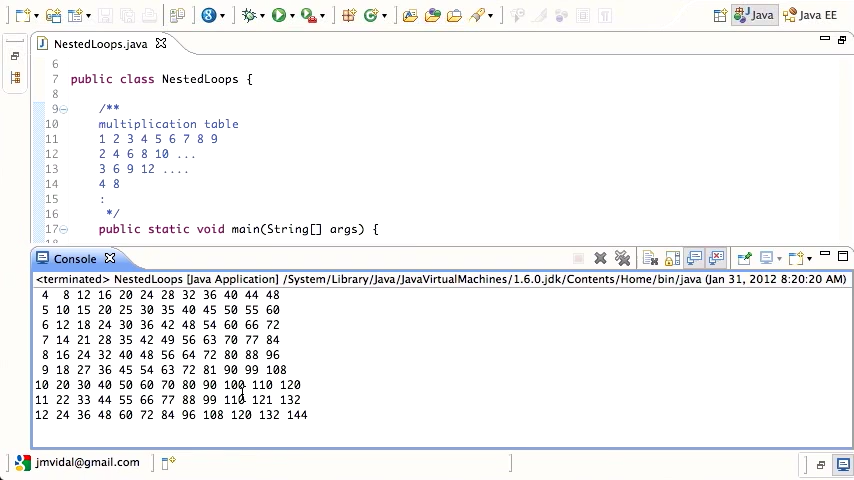 Java
Java EE
NestedLoops.java
6
7 public class NestedLoops {
8
9 /**
10 multiplication table
11 1 2 3 4 5 6 7 8 9
12 2 4 6 8 10 ...
13 3 6 9 12 ....
14 4 8
15 :
16 */
17 public static void main(String[] args) {
Console
<terminated> NestedLoops [Java Application] /System/Library/Java/JavaVirtualMachines/1.6.0.jdk/Contents/Home/bin/java (Jan 31, 2012 8:20:20 AM)
4 8 12 16 20 24 28 32 36 40 44 48
5 10 15 20 25 30 35 40 45 50 55 60
6 12 18 24 30 36 42 48 54 60 66 72
7 14 21 28 35 42 49 56 63 70 77 84
8 16 24 32 40 48 56 64 72 80 88 96
9 18 27 36 45 54 63 72 81 90 99 108
10 20 30 40 50 60 70 80 90 100 110 120
11 22 33 44 55 66 77 88 99 110 121 132
12 24 36 48 60 72 84 96 108 120 132 144
jmvidal@gmail.com